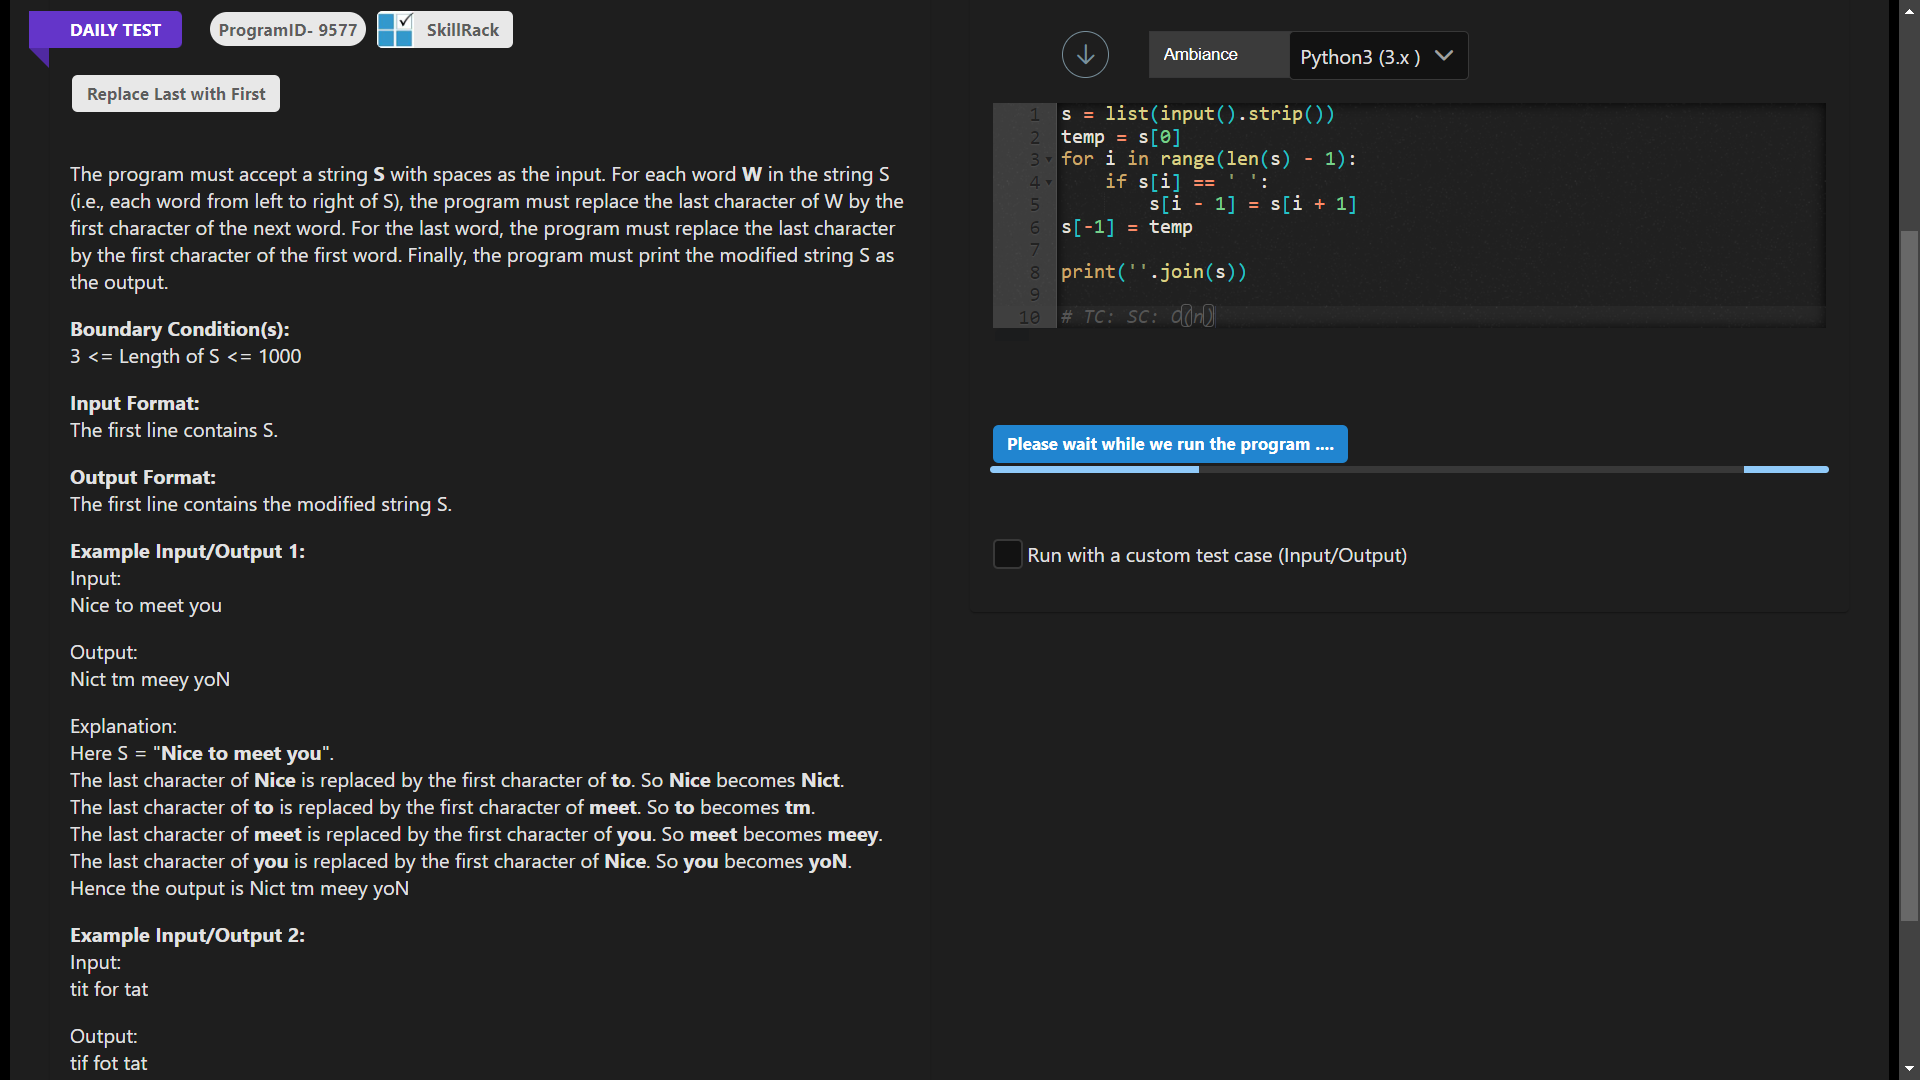 DAILY TEST
ProgramID- 9577
SkillRack
Replace Last with First
The program must accept a string S with spaces as the input. For each word W in the string S
(i.e., each word from left to right of S), the program must replace the last character of W by the
first character of the next word. For the last word, the program must replace the last character
by the first character of the first word. Finally, the program must print the modified string S as
the output.
Boundary Condition(s):
3 <= Length of S <= 1000
Input Format:
The first line contains S.
Output Format:
The first line contains the modified string S.
Example Input/Output 1:
Input:
Nice to meet you
Output:
Nict tm meey yoN
Explanation:
Here S = "Nice to meet you".
The last character of Nice is replaced by the first character of to. So Nice becomes Nict.
The last character of to is replaced by the first character of meet. So to becomes tm.
The last character of meet is replaced by the first character of you. So meet becomes meey.
The last character of you is replaced by the first character of Nice. So you becomes yoN.
Hence the output is Nict tm meey yoN
Example Input/Output 2:
Input:
tit for tat
Output:
tif fot tat
Ambiance
Python3 (3.x )
1 s = list(input().strip())
2 temp = s[0]
3 for i in range(len(s) - 1):
4     if s[i] == ' ':
5         s[i - 1] = s[i + 1]
6 s[-1] = temp
7
8 print(''.join(s))
9
10 # TC: SC: O(n)
Please wait while we run the program ....
Run with a custom test case (Input/Output)